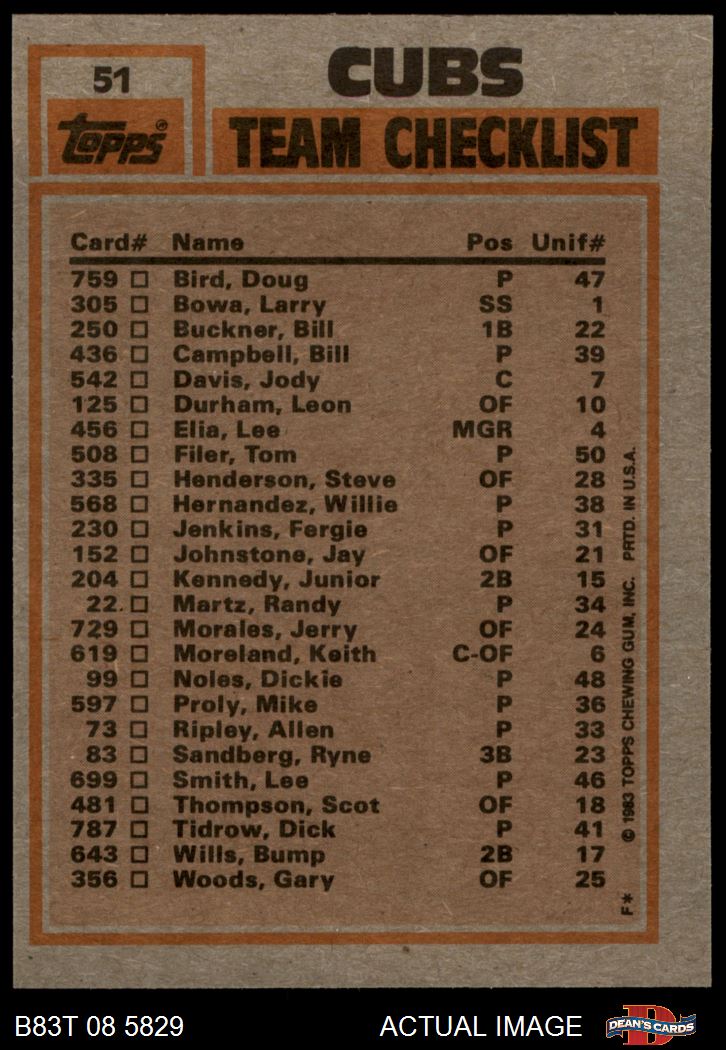 51
Topps
CUBS
TEAM CHECKLIST
Card# Name Pos Unif#
759 □ Bird, Doug P 47
305 □ Bowa, Larry SS 1
250 □ Buckner, Bill 1B 22
436 □ Campbell, Bill P 39
542 □ Davis, Jody C 7
125 □ Durham, Leon OF 10
456 □ Elia, Lee MGR 4
508 □ Filer, Tom P 50
335 □ Henderson, Steve OF 28
568 □ Hernandez, Willie P 38
230 □ Jenkins, Fergie P 31
152 □ Johnstone, Jay OF 21
204 □ Kennedy, Junior 2B 15
22. □ Martz, Randy P 34
729 □ Morales, Jerry OF 24
619 □ Moreland, Keith C-OF 6
99 □ Noles, Dickie P 48
597 □ Proly, Mike P 36
73 □ Ripley, Allen P 33
83 □ Sandberg, Ryne 3B 23
699 □ Smith, Lee P 46
481 □ Thompson, Scot OF 18
787 □ Tidrow, Dick P 41
643 □ Wills, Bump 2B 17
356 □ Woods, Gary OF 25
F* © 1983 TOPPS CHEWING GUM, INC. PRTD. IN U.S.A.
B83T 08 5829 ACTUAL IMAGE
D
DEAN'S CARDS